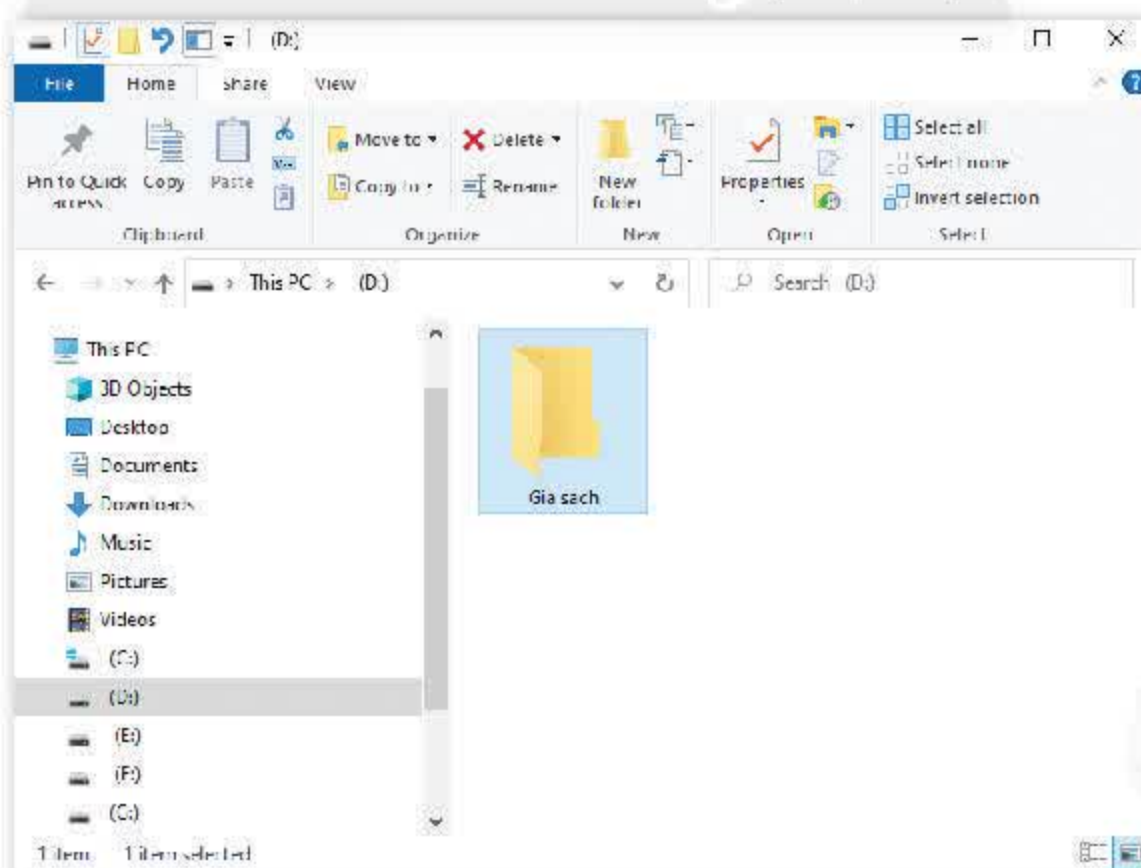 (D:)
File Home Share View
Pin to Quick access Copy Paste
Move to Delete
Copy to Rename
New folder
Properties
Select all
Select none
Invert selection
Clipboard Organize New Open Select
This PC > (D:) Search (D:)
This PC
3D Objects
Desktop
Documents
Downloads
Music
Pictures
Videos
(C:)
(D:)
(E:)
(F:)
(G:)
Gia sach
1 item 1 item selected